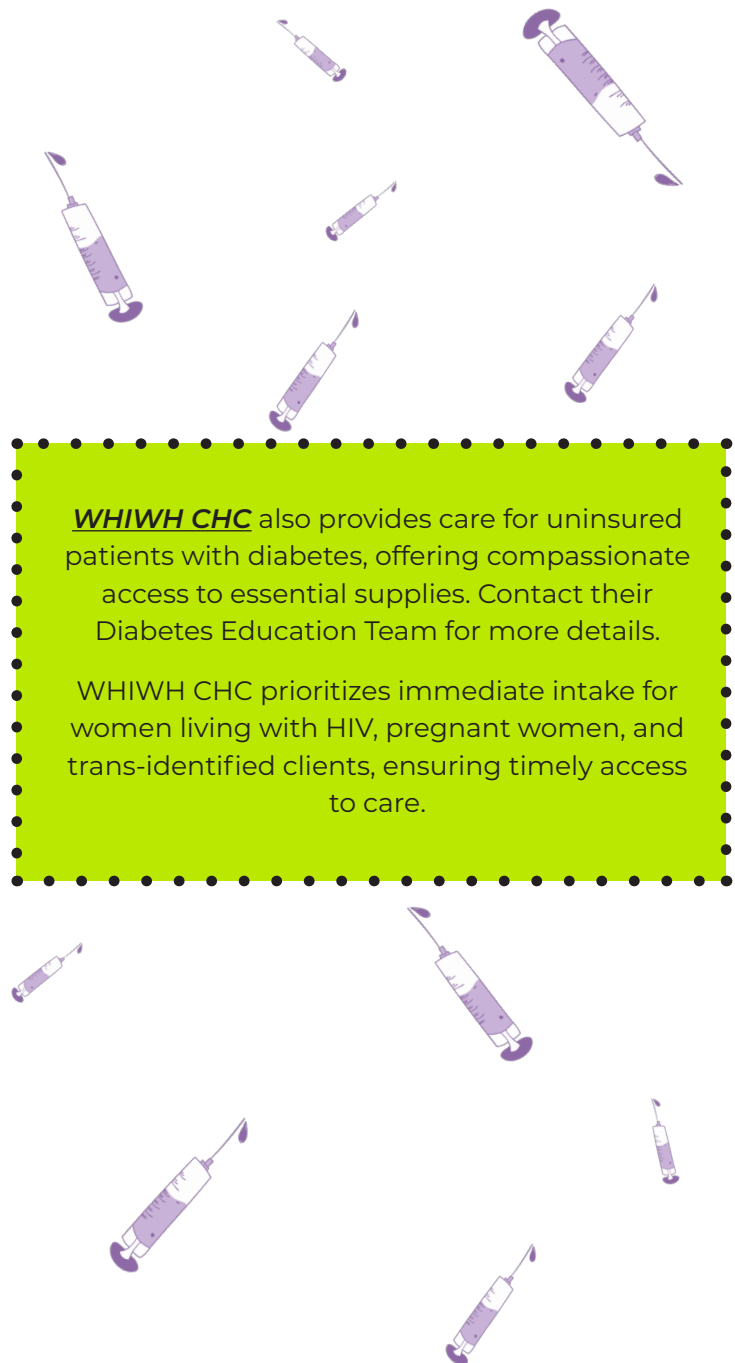 WHIWH CHC also provides care for uninsured
patients with diabetes, offering compassionate
access to essential supplies. Contact their
Diabetes Education Team for more details.
WHIWH CHC prioritizes immediate intake for
women living with HIV, pregnant women, and
trans-identified clients, ensuring timely access
to care.